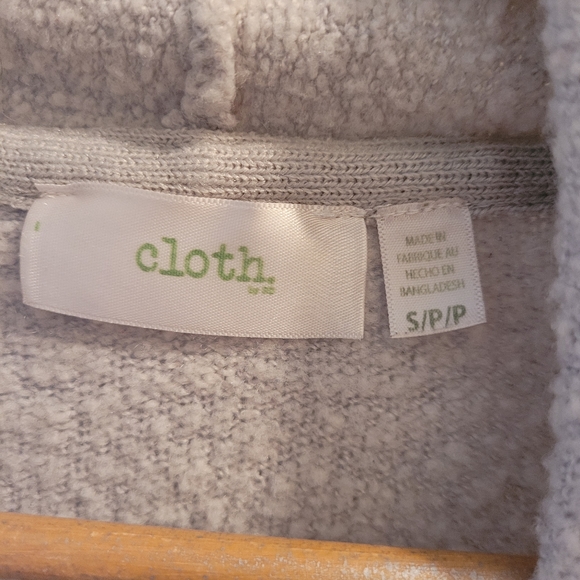 cloth.
MADE IN
FABRIQUE AU
HECHO EN
BANGLADESH
S/P/P